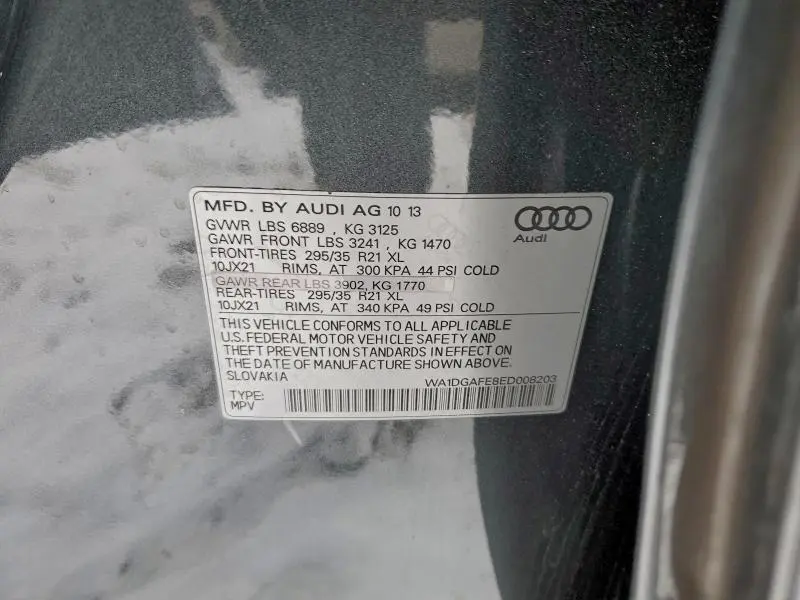 MFD. BY AUDI AG 10 13
GVWR LBS 6889 , KG 3125
GAWR FRONT LBS 3241 , KG 1470
FRONT-TIRES 295/35 R21 XL
10JX21 RIMS, AT 300 KPA 44 PSI COLD
GAWR REAR LBS 3902, KG 1770
REAR-TIRES 295/35 R21 XL
10JX21 RIMS, AT 340 KPA 49 PSI COLD
Audi
THIS VEHICLE CONFORMS TO ALL APPLICABLE
U.S. FEDERAL MOTOR VEHICLE SAFETY AND
THEFT PREVENTION STANDARDS IN EFFECT ON
THE DATE OF MANUFACTURE SHOWN ABOVE.
SLOVAKIA
WA1DGAFE8ED008203
TYPE:
MPV